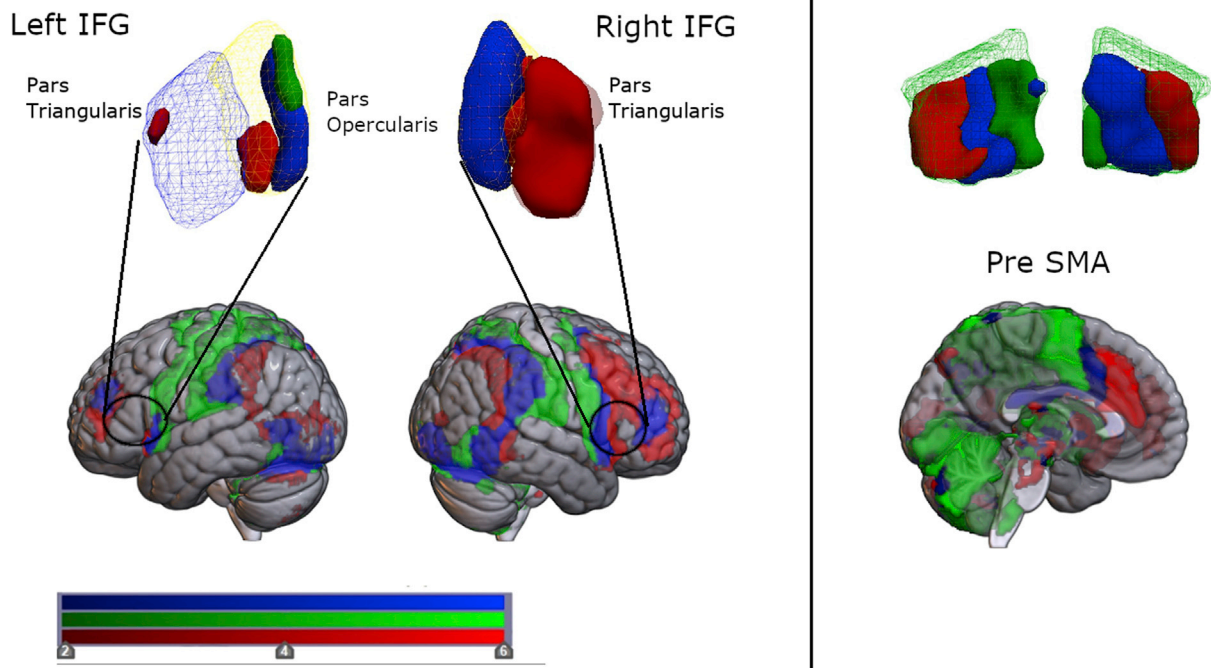 Left IFG
Right IFG
Pars
Triangularis
Pars
Opercularis
Pars
Triangularis
Pre SMA
2 4 6